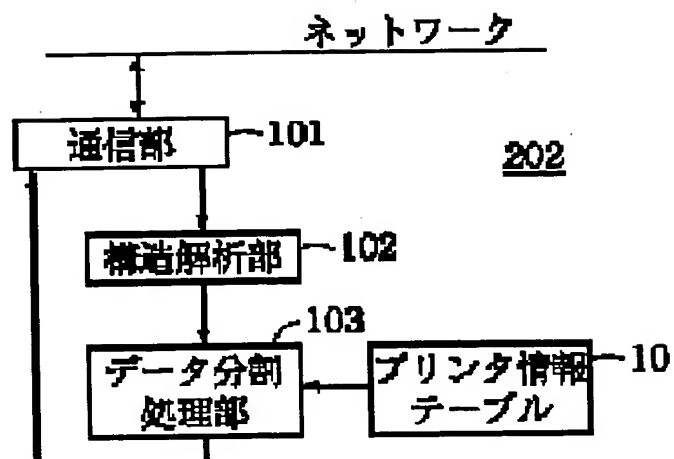 ネットワーク
通信部
101
202
構造解析部
102
103
データ分割
処理部
プリンタ情報
テーブル
10